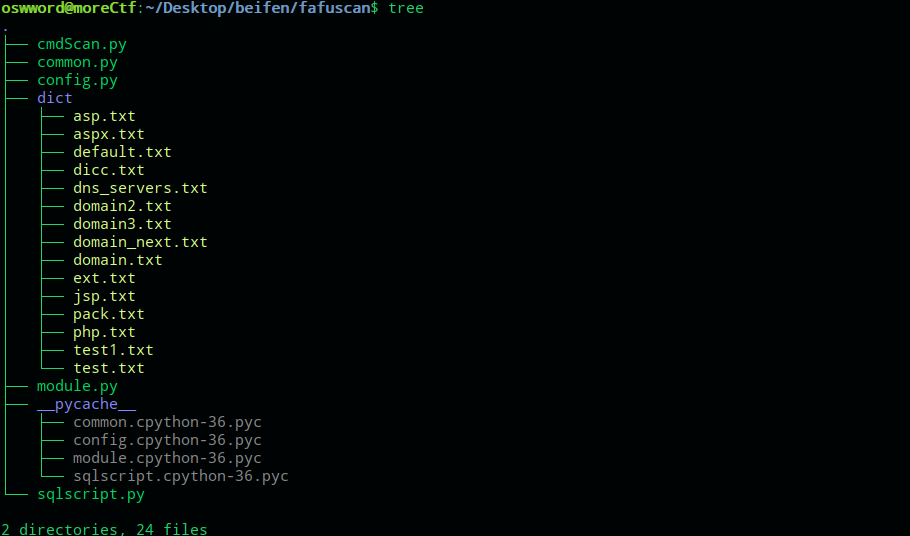 oswword@moreCtf:~/Desktop/beifen/fafuscan$ tree
.
├── cmdScan.py
├── common.py
├── config.py
├── dict
│   ├── asp.txt
│   ├── aspx.txt
│   ├── default.txt
│   ├── dicc.txt
│   ├── dns_servers.txt
│   ├── domain2.txt
│   ├── domain3.txt
│   ├── domain_next.txt
│   ├── domain.txt
│   ├── ext.txt
│   ├── jsp.txt
│   ├── pack.txt
│   ├── php.txt
│   ├── test1.txt
│   └── test.txt
├── module.py
├── __pycache__
│   ├── common.cpython-36.pyc
│   ├── config.cpython-36.pyc
│   ├── module.cpython-36.pyc
│   └── sqlscript.cpython-36.pyc
└── sqlscript.py
2 directories, 24 files